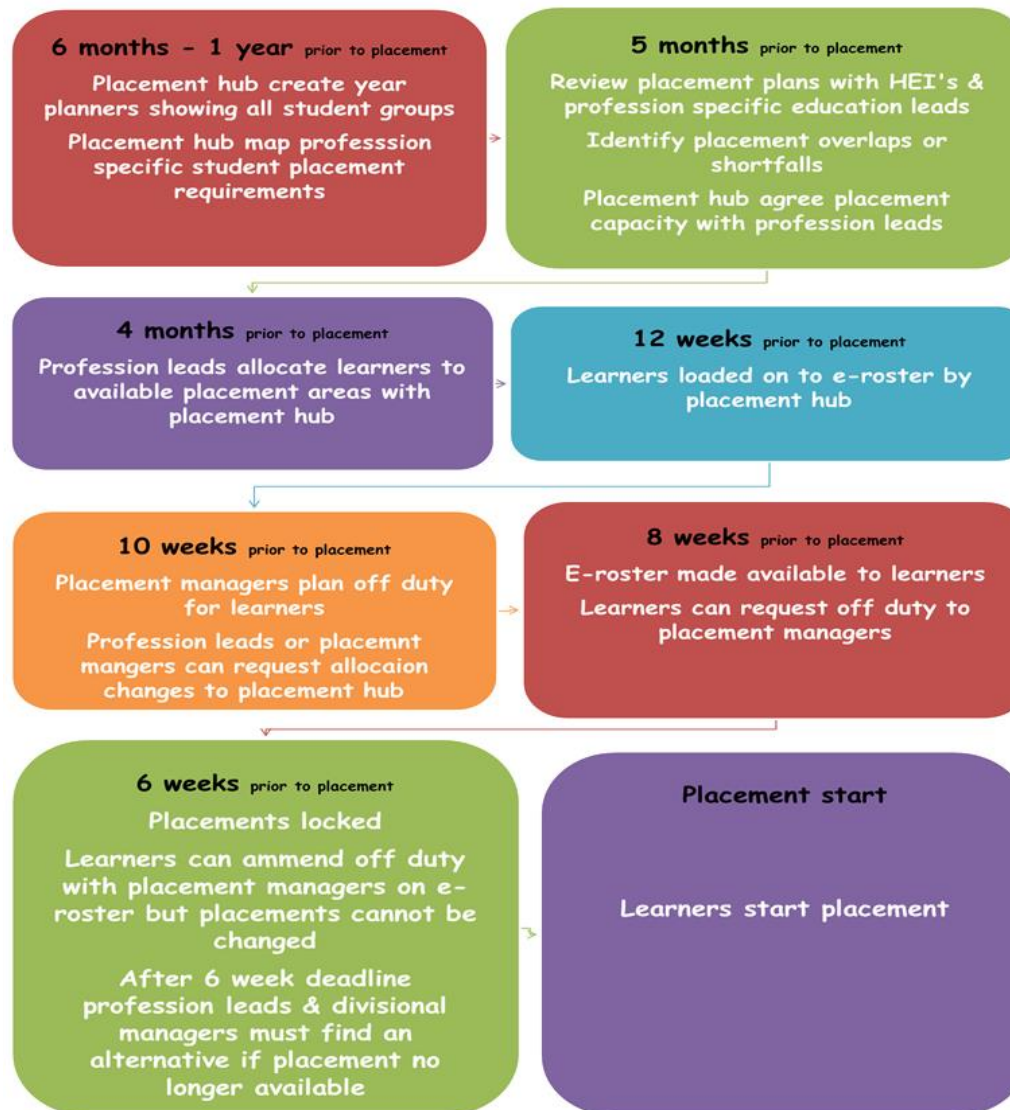 6 months - 1 year prior to placement
Placement hub create year
planners showing all student groups
Placement hub map professsion
specific student placement
requirements
5 months prior to placement
Review placement plans with HEI's &
profession specific education leads
Identify placement overlaps or
shortfalls
Placement hub agree placement
capacity with profession leads
4 months prior to placement
Profession leads allocate learners to
available placement areas with
placement hub
12 weeks prior to placement
Learners loaded on to e-roster by
placement hub
10 weeks prior to placement
Placement managers plan off duty
for learners
Profession leads or placemnt
mangers can request allocaion
changes to placement hub
8 weeks prior to placement
E-roster made available to learners
Learners can request off duty to
placement managers
6 weeks prior to placement
Placements locked
Learners can ammend off duty
with placement managers on e-
roster but placements cannot be
changed
After 6 week deadline
profession leads & divisional
managers must find an
alternative if placement no
longer available
Placement start
Learners start placement